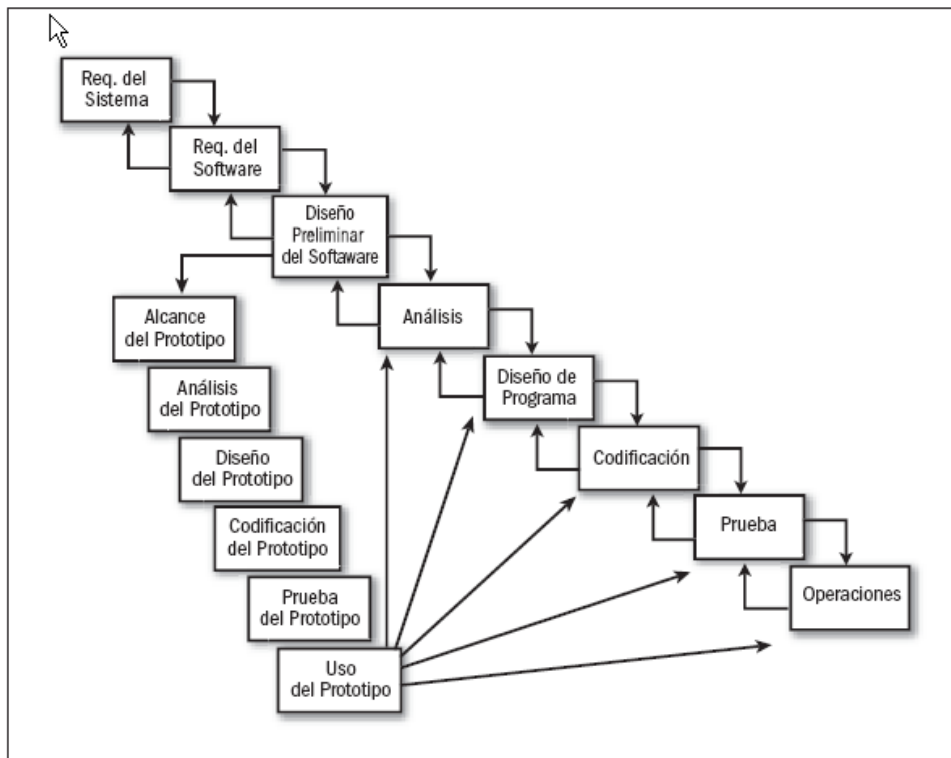 Req. del
Sistema
Req. del
Software
Diseño
Preliminar
del Softaware
Análisis
Diseño de
Programa
Codificación
Prueba
Operaciones
Alcance
del Prototipo
Análisis
del Prototipo
Diseño
del Prototipo
Codificación
del Prototipo
Prueba
del Prototipo
Uso
del Prototipo